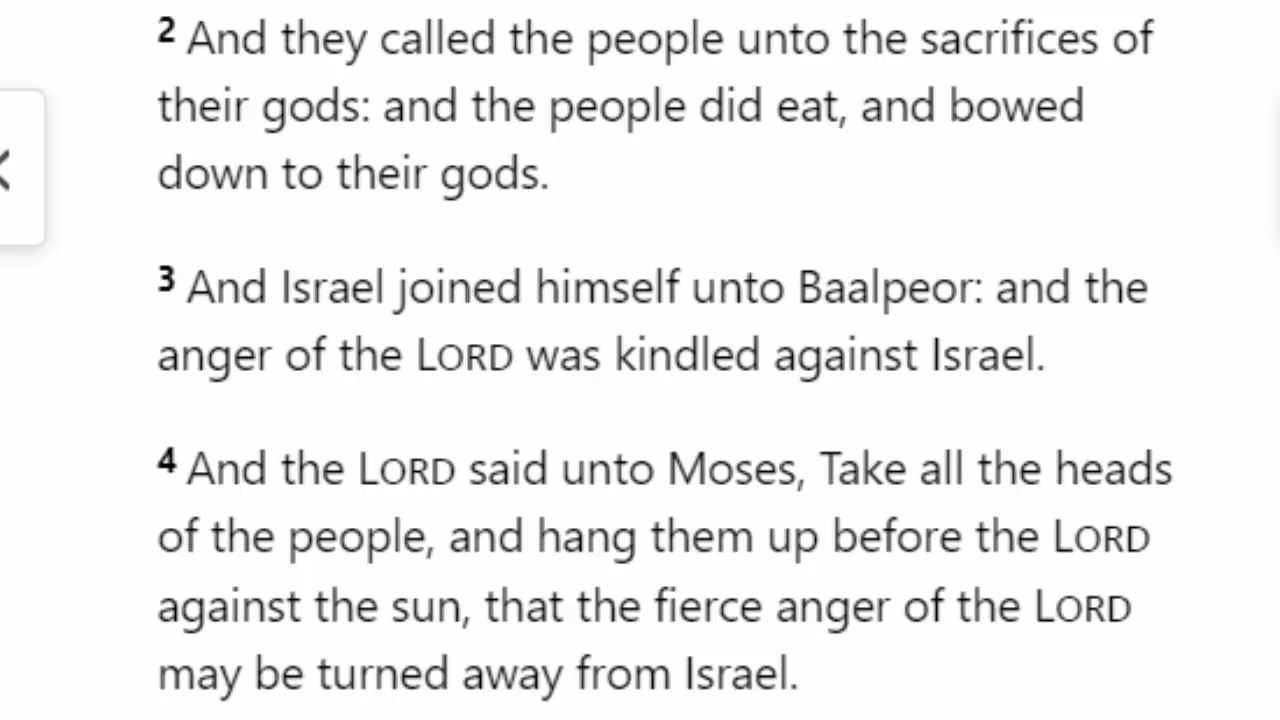 2 And they called the people unto the sacrifices of
their gods: and the people did eat, and bowed
down to their gods.
3 And Israel joined himself unto Baalpeor: and the
anger of the LORD was kindled against Israel.
4 And the LORD said unto Moses, Take all the heads
of the people, and hang them up before the LORD
against the sun, that the fierce anger of the LORD
may be turned away from Israel.